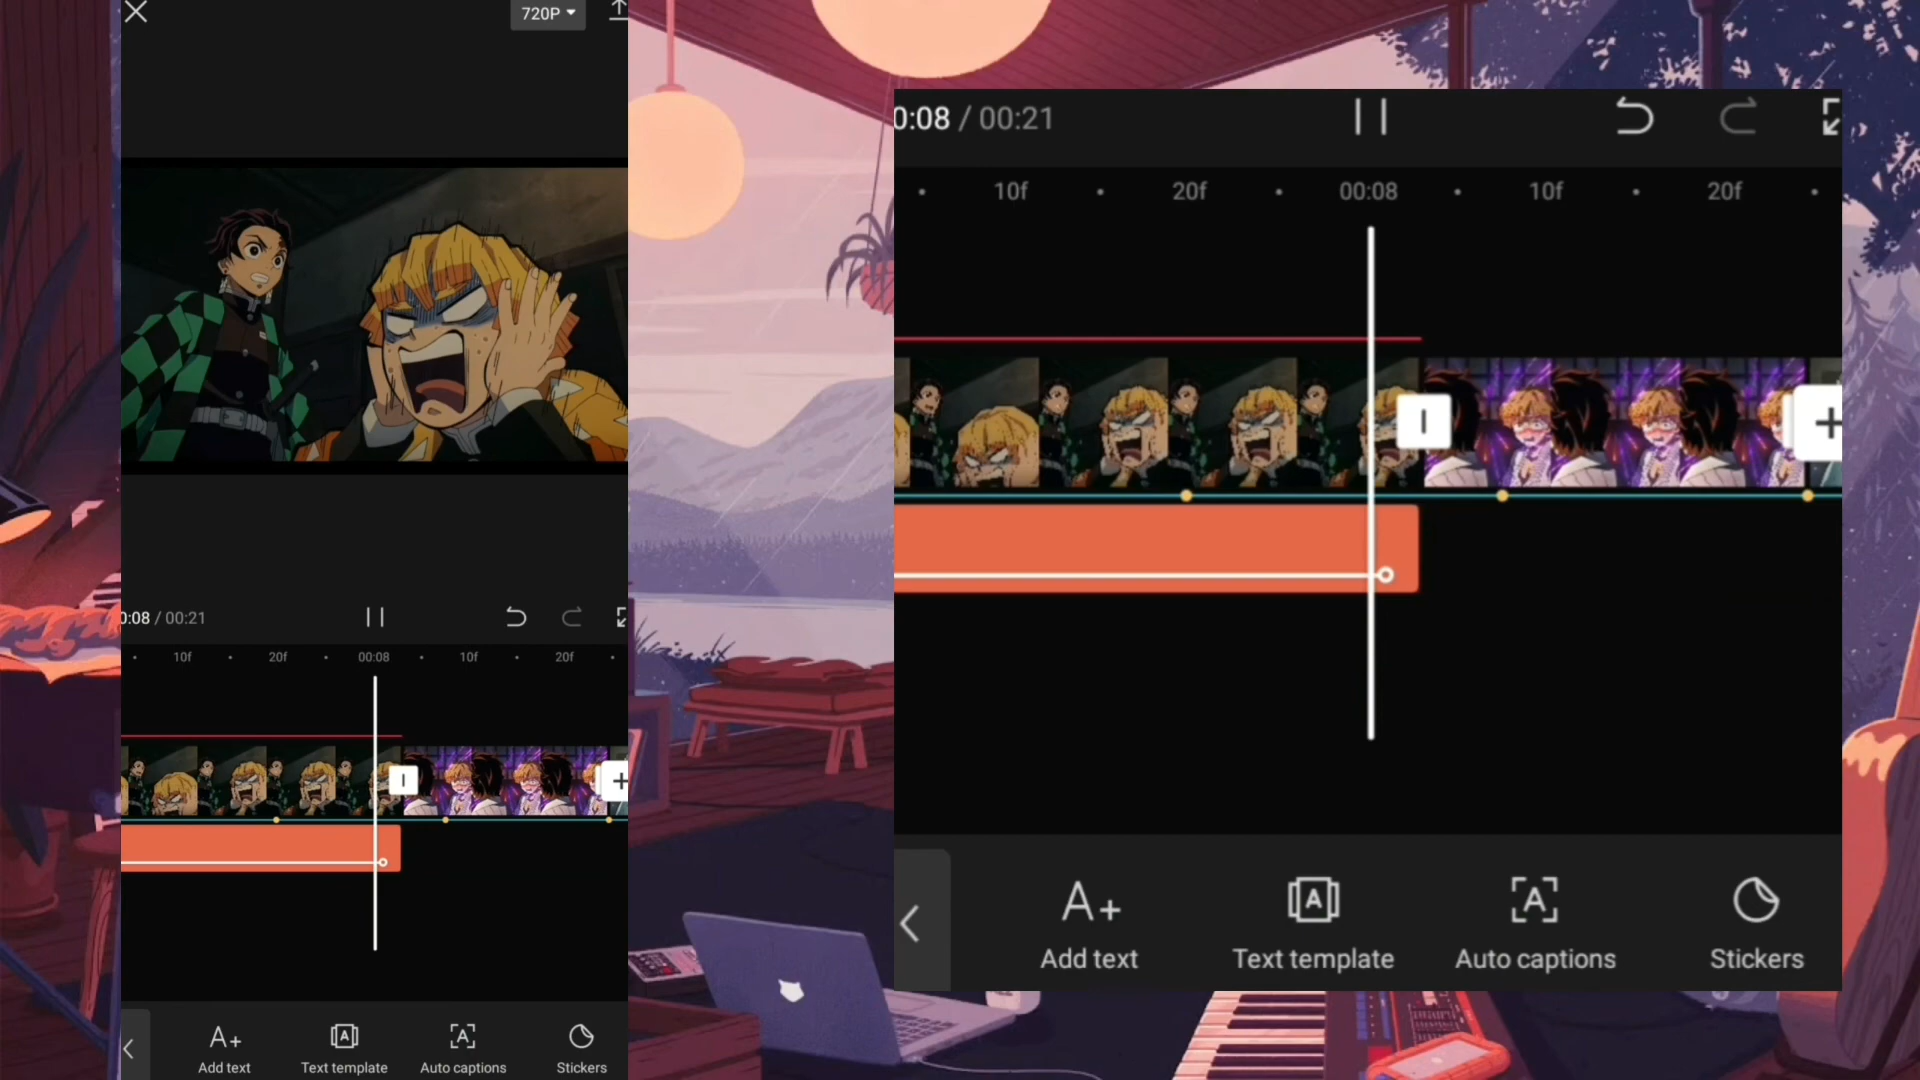 720P
0:08 / 00:21
10f 20f 00:08 10f 20f
Add text Text template Auto captions Stickers
0:08 / 00:21
10f 20f 00:08 10f 20f
A
A
A
Add text Text template Auto captions Stickers